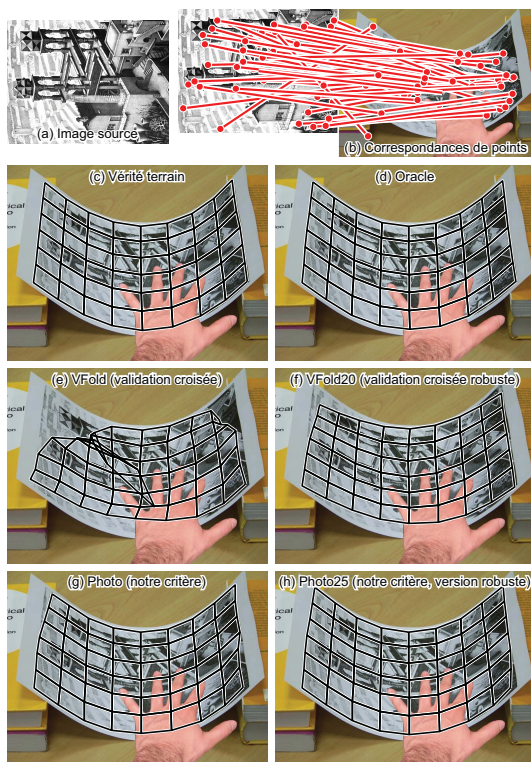 (a) Image source
(b) Correspondances de points
(c) Vérité terrain
(d) Oracle
(e) VFold (validation croisée)
(f) VFold20 (validation croisée robuste)
(g) Photo (notre critère)
(h) Photo25 (notre critère, version robuste)